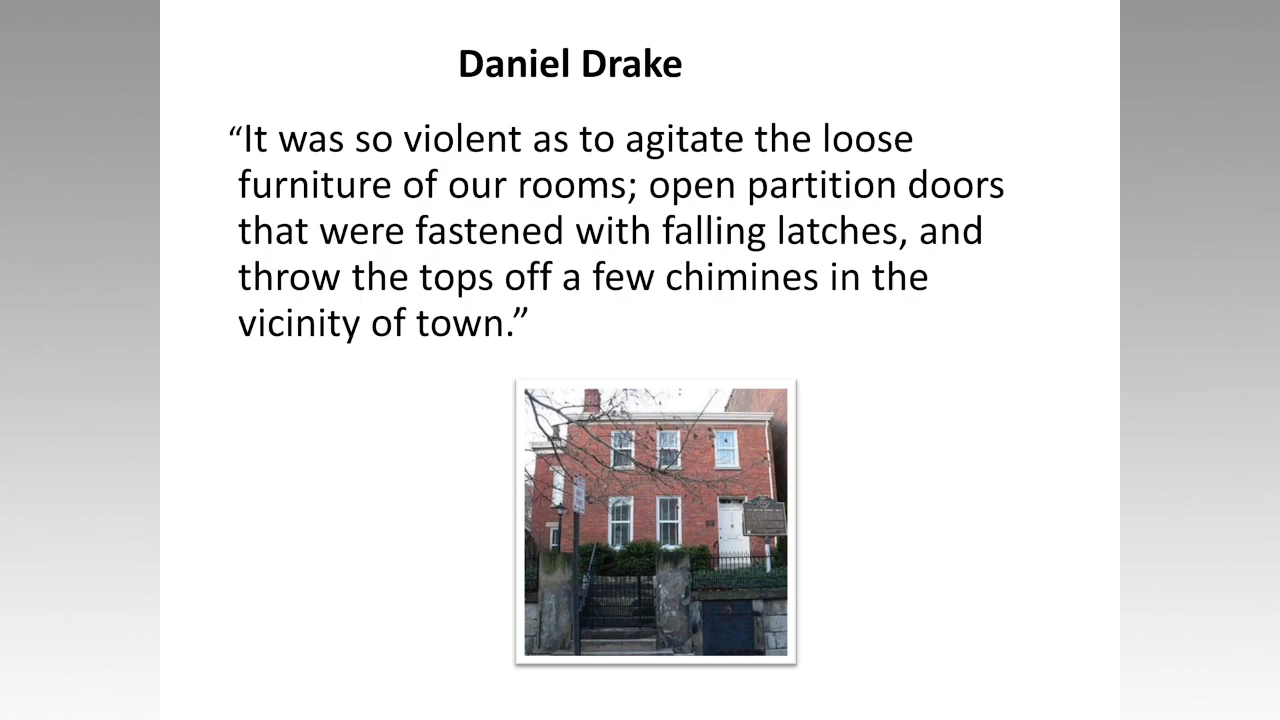 Daniel Drake
“It was so violent as to agitate the loose
furniture of our rooms; open partition doors
that were fastened with falling latches, and
throw the tops off a few chimines in the
vicinity of town.”